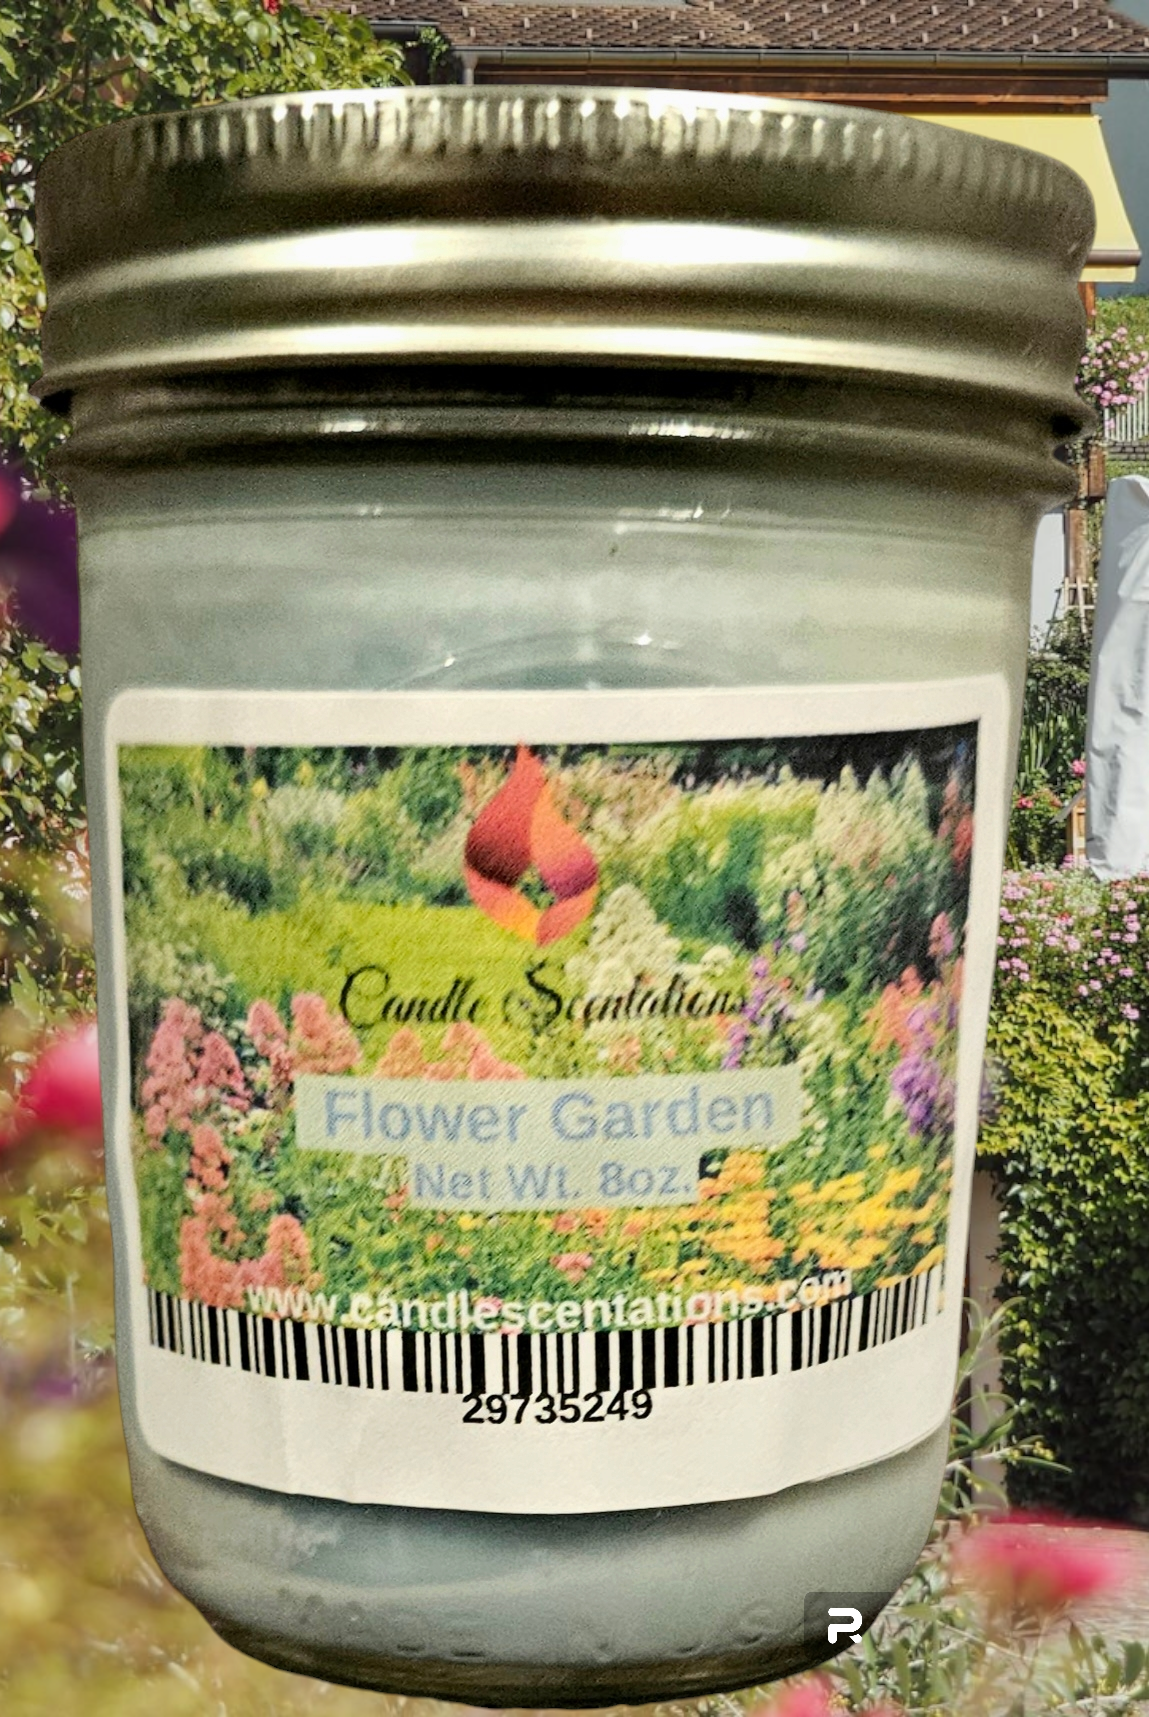 Candle Scentations
Flower Garden
Net Wt. 8oz.
www.candlescentations.com
29735249